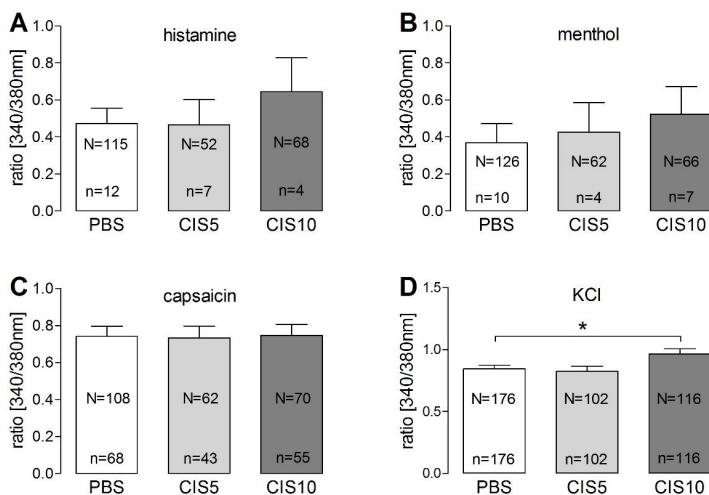 A
histamine
ratio [340/380nm]
1.0
0.8
0.6
0.4
0.2
0.0
N=115
N=52
N=68
n=12
n=7
n=4
PBS
CIS5
CIS10
B
menthol
ratio [340/380nm]
1.0
0.8
0.6
0.4
0.2
0.0
N=126
N=62
N=66
n=10
n=4
n=7
PBS
CIS5
CIS10
C
capsaicin
ratio [340/380nm]
1.0
0.8
0.6
0.4
0.2
0.0
N=108
N=62
N=70
n=68
n=43
n=55
PBS
CIS5
CIS10
D
KCl
ratio [340/380nm]
1.5
1.0
0.5
0.0
*
N=176
N=102
N=116
n=176
n=102
n=116
PBS
CIS5
CIS10